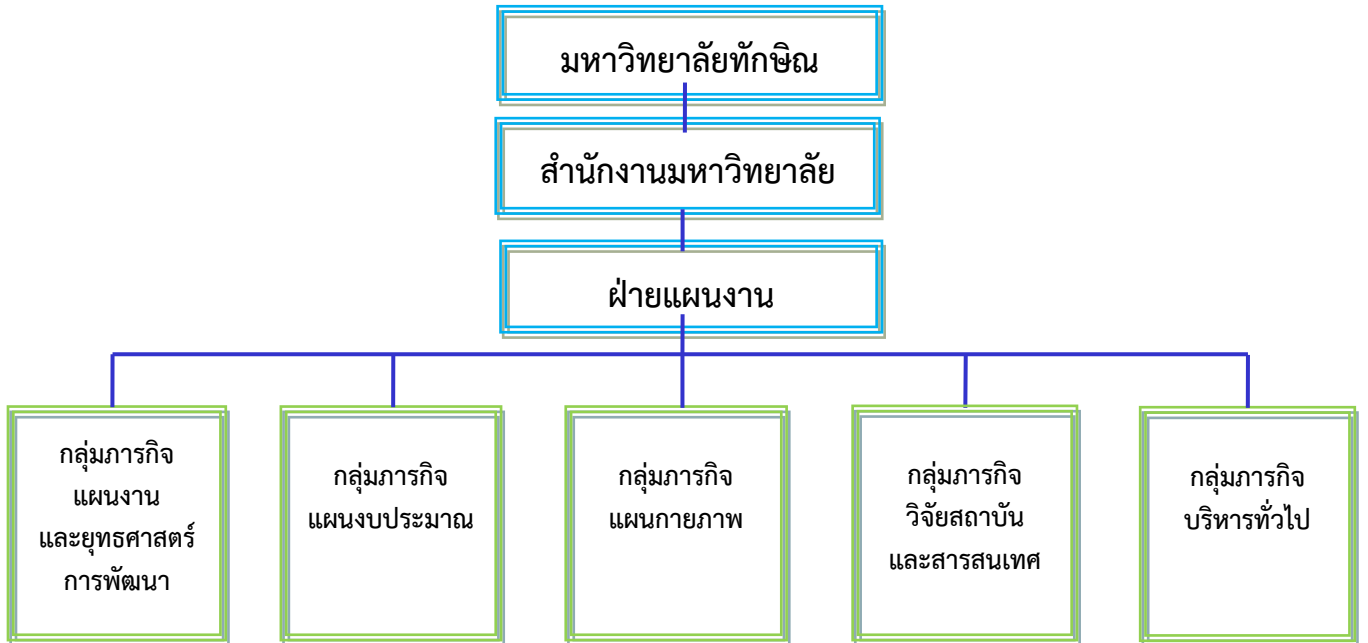 มหาวิทยาลัยทักษิณ
สำนักงานมหาวิทยาลัย
ฝ่ายแผนงาน
กลุ่มภารกิจ
แผนงาน
และยุทธศาสตร์
การพัฒนา
กลุ่มภารกิจ
แผนงบประมาณ
กลุ่มภารกิจ
แผนกายภาพ
กลุ่มภารกิจ
วิจัยสถาบัน
และสารสนเทศ
กลุ่มภารกิจ
บริหารทั่วไป